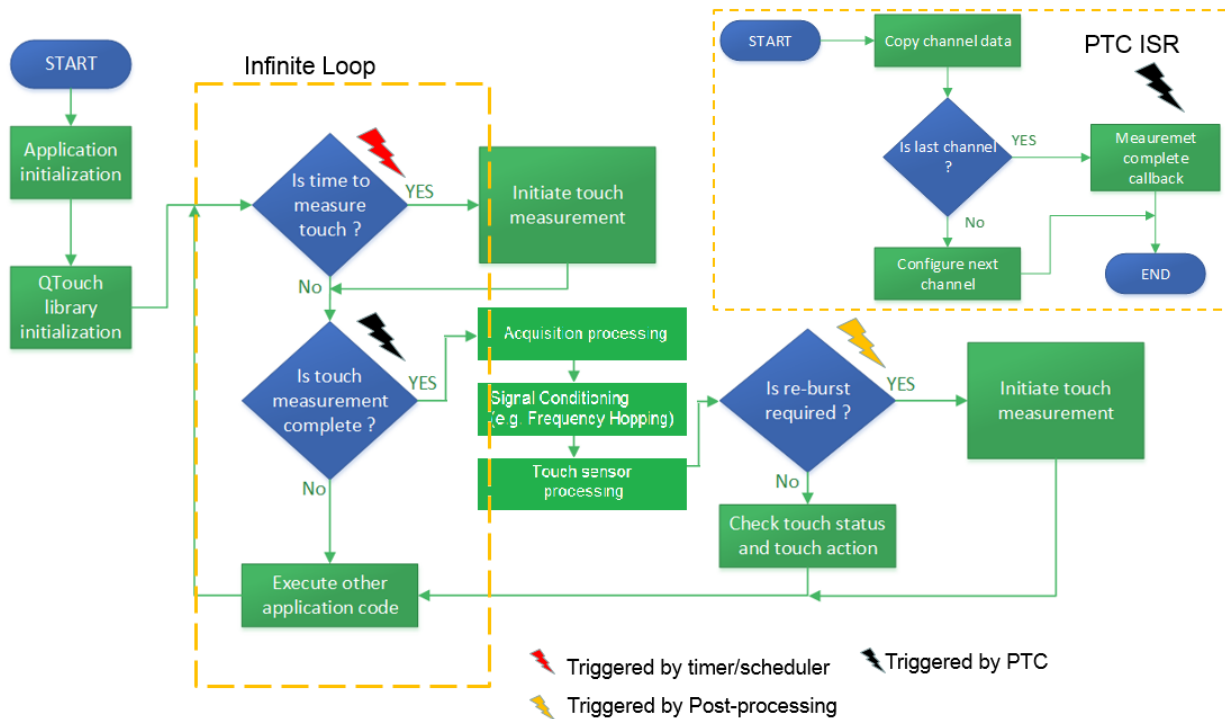 START
Application
initialization
QTouch
library
initialization
Infinite Loop
Is time to
measure
touch ?
YES
Initiate touch
measurement
No
Is touch
measurement
complete ?
YES
No
Execute other
application code
Acquisition processing
Signal Conditioning
(e.g. Frequency Hopping)
Touch sensor
processing
Is re-burst
required ?
YES
Initiate touch
measurement
No
Check touch status
and touch action
START
Copy channel data
PTC ISR
Is last channel
?
YES
Meauremet
complete
callback
No
Configure next
channel
END
Triggered by timer/scheduler
Triggered by PTC
Triggered by Post-processing